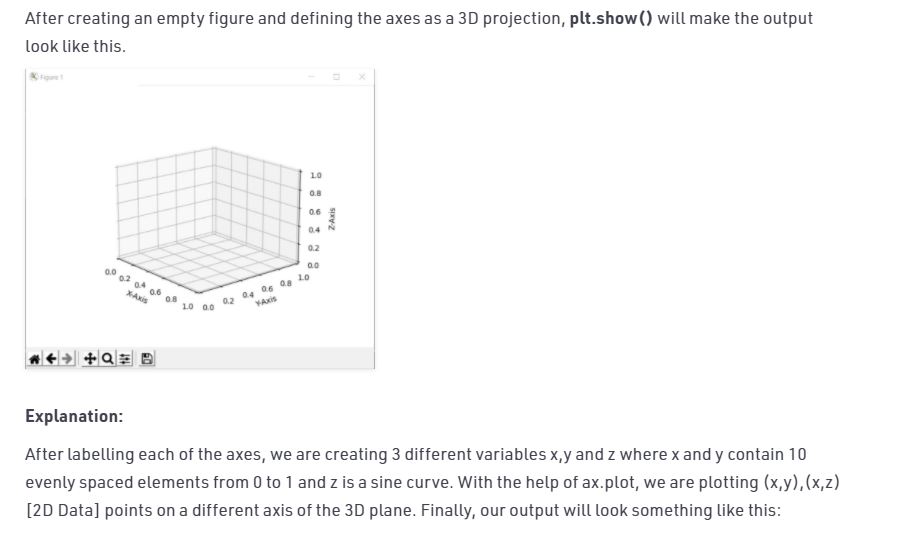 After creating an empty figure and defining the axes as a 3D projection, plt.show() will make the output
look like this.
Figure 1
1.0
0.8
0.6
0.4
0.2
0.0
Z-Axis
0.0
0.2
0.4
0.6
0.8
1.0
X-Axis
0.0
0.2
0.4
0.6
0.8
1.0
Y-Axis
Explanation:
After labelling each of the axes, we are creating 3 different variables x,y and z where x and y contain 10
evenly spaced elements from 0 to 1 and z is a sine curve. With the help of ax.plot, we are plotting (x,y),(x,z)
[2D Data] points on a different axis of the 3D plane. Finally, our output will look something like this: